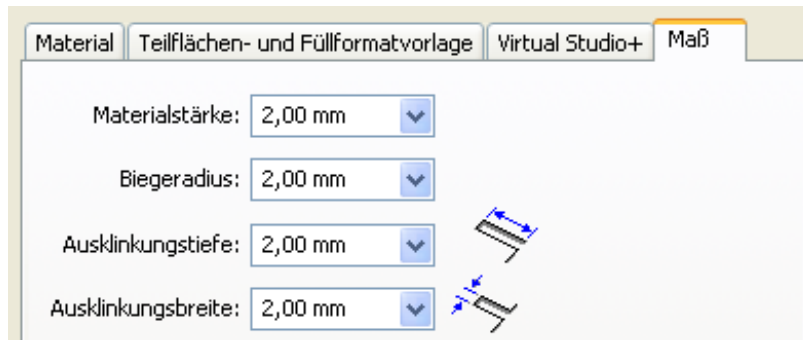 Material Teilflächen- und Füllformatvorlage Virtual Studio+ Maß
Materialstärke: 2,00 mm
Biegeradius: 2,00 mm
Ausklinkungstiefe: 2,00 mm
Ausklinkungsbreite: 2,00 mm